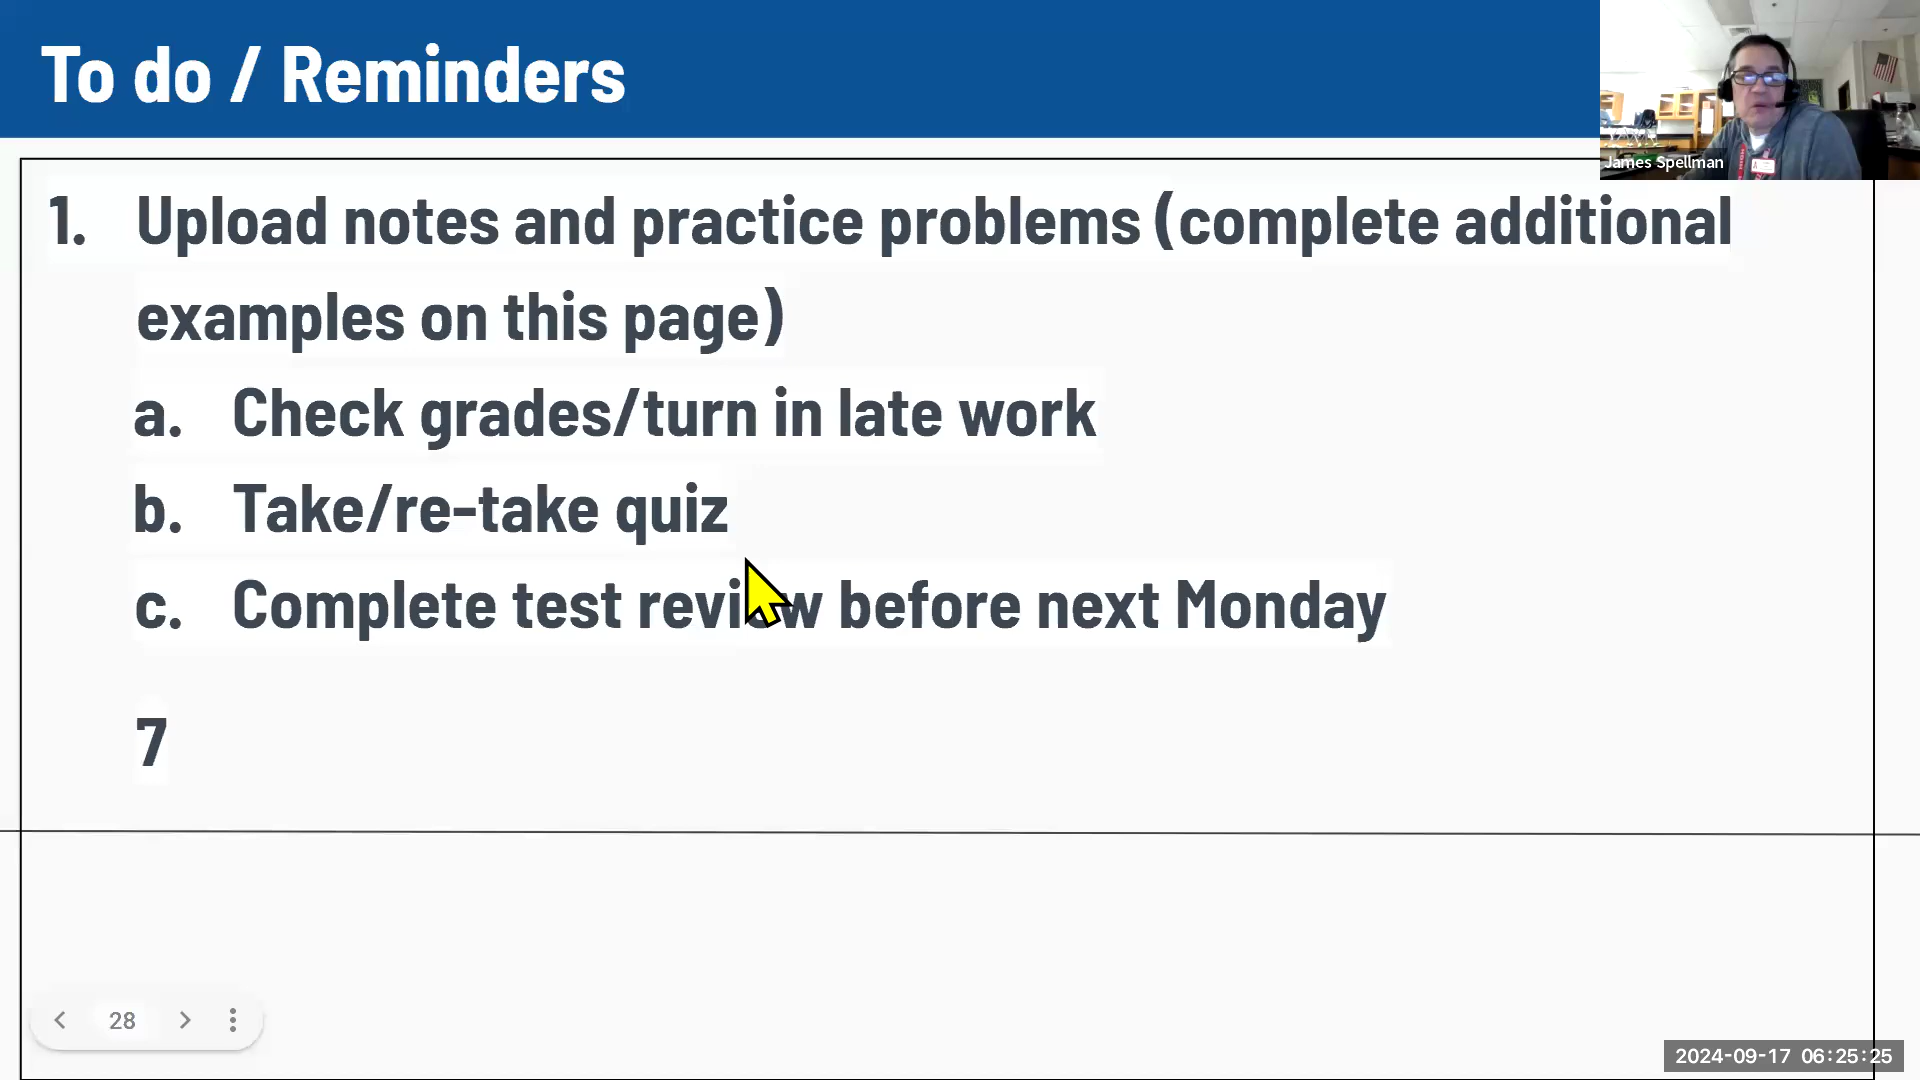 To do / Reminders
James Spellman
1. Upload notes and practice problems (complete additional
examples on this page)
a. Check grades/turn in late work
b. Take/re-take quiz
c. Complete test review before next Monday
7
28
2024-09-17 06:25:25